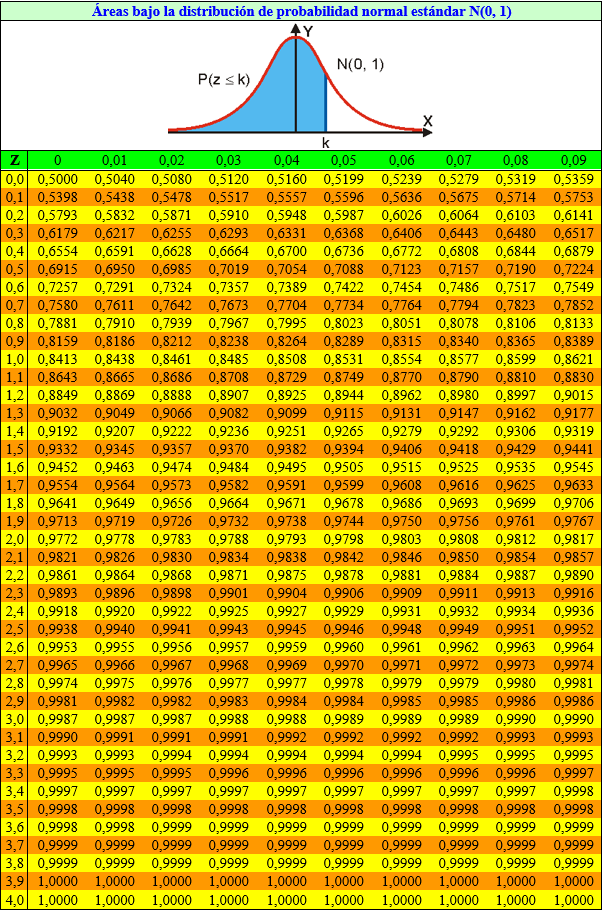 Áreas bajo la distribución de probabilidad normal estándar N(0, 1)
Y
P(z ≤ k)
N(0, 1)
X
k
Z 0 0,01 0,02 0,03 0,04 0,05 0,06 0,07 0,08 0,09
0,0 0,5000 0,5040 0,5080 0,5120 0,5160 0,5199 0,5239 0,5279 0,5319 0,5359
0,1 0,5398 0,5438 0,5478 0,5517 0,5557 0,5596 0,5636 0,5675 0,5714 0,5753
0,2 0,5793 0,5832 0,5871 0,5910 0,5948 0,5987 0,6026 0,6064 0,6103 0,6141
0,3 0,6179 0,6217 0,6255 0,6293 0,6331 0,6368 0,6406 0,6443 0,6480 0,6517
0,4 0,6554 0,6591 0,6628 0,6664 0,6700 0,6736 0,6772 0,6808 0,6844 0,6879
0,5 0,6915 0,6950 0,6985 0,7019 0,7054 0,7088 0,7123 0,7157 0,7190 0,7224
0,6 0,7257 0,7291 0,7324 0,7357 0,7389 0,7422 0,7454 0,7486 0,7517 0,7549
0,7 0,7580 0,7611 0,7642 0,7673 0,7704 0,7734 0,7764 0,7794 0,7823 0,7852
0,8 0,7881 0,7910 0,7939 0,7967 0,7995 0,8023 0,8051 0,8078 0,8106 0,8133
0,9 0,8159 0,8186 0,8212 0,8238 0,8264 0,8289 0,8315 0,8340 0,8365 0,8389
1,0 0,8413 0,8438 0,8461 0,8485 0,8508 0,8531 0,8554 0,8577 0,8599 0,8621
1,1 0,8643 0,8665 0,8686 0,8708 0,8729 0,8749 0,8770 0,8790 0,8810 0,8830
1,2 0,8849 0,8869 0,8888 0,8907 0,8925 0,8944 0,8962 0,8980 0,8997 0,9015
1,3 0,9032 0,9049 0,9066 0,9082 0,9099 0,9115 0,9131 0,9147 0,9162 0,9177
1,4 0,9192 0,9207 0,9222 0,9236 0,9251 0,9265 0,9279 0,9292 0,9306 0,9319
1,5 0,9332 0,9345 0,9357 0,9370 0,9382 0,9394 0,9406 0,9418 0,9429 0,9441
1,6 0,9452 0,9463 0,9474 0,9484 0,9495 0,9505 0,9515 0,9525 0,9535 0,9545
1,7 0,9554 0,9564 0,9573 0,9582 0,9591 0,9599 0,9608 0,9616 0,9625 0,9633
1,8 0,9641 0,9649 0,9656 0,9664 0,9671 0,9678 0,9686 0,9693 0,9699 0,9706
1,9 0,9713 0,9719 0,9726 0,9732 0,9738 0,9744 0,9750 0,9756 0,9761 0,9767
2,0 0,9772 0,9778 0,9783 0,9788 0,9793 0,9798 0,9803 0,9808 0,9812 0,9817
2,1 0,9821 0,9826 0,9830 0,9834 0,9838 0,9842 0,9846 0,9850 0,9854 0,9857
2,2 0,9861 0,9864 0,9868 0,9871 0,9875 0,9878 0,9881 0,9884 0,9887 0,9890
2,3 0,9893 0,9896 0,9898 0,9901 0,9904 0,9906 0,9909 0,9911 0,9913 0,9916
2,4 0,9918 0,9920 0,9922 0,9925 0,9927 0,9929 0,9931 0,9932 0,9934 0,9936
2,5 0,9938 0,9940 0,9941 0,9943 0,9945 0,9946 0,9948 0,9949 0,9951 0,9952
2,6 0,9953 0,9955 0,9956 0,9957 0,9959 0,9960 0,9961 0,9962 0,9963 0,9964
2,7 0,9965 0,9966 0,9967 0,9968 0,9969 0,9970 0,9971 0,9972 0,9973 0,9974
2,8 0,9974 0,9975 0,9976 0,9977 0,9977 0,9978 0,9979 0,9979 0,9980 0,9981
2,9 0,9981 0,9982 0,9982 0,9983 0,9984 0,9984 0,9985 0,9985 0,9986 0,9986
3,0 0,9987 0,9987 0,9987 0,9988 0,9988 0,9989 0,9989 0,9989 0,9990 0,9990
3,1 0,9990 0,9991 0,9991 0,9991 0,9992 0,9992 0,9992 0,9992 0,9993 0,9993
3,2 0,9993 0,9993 0,9994 0,9994 0,9994 0,9994 0,9994 0,9995 0,9995 0,9995
3,3 0,9995 0,9995 0,9995 0,9996 0,9996 0,9996 0,9996 0,9996 0,9996 0,9997
3,4 0,9997 0,9997 0,9997 0,9997 0,9997 0,9997 0,9997 0,9997 0,9997 0,9998
3,5 0,9998 0,9998 0,9998 0,9998 0,9998 0,9998 0,9998 0,9998 0,9998 0,9998
3,6 0,9998 0,9998 0,9999 0,9999 0,9999 0,9999 0,9999 0,9999 0,9999 0,9999
3,7 0,9999 0,9999 0,9999 0,9999 0,9999 0,9999 0,9999 0,9999 0,9999 0,9999
3,8 0,9999 0,9999 0,9999 0,9999 0,9999 0,9999 0,9999 0,9999 0,9999 0,9999
3,9 1,0000 1,0000 1,0000 1,0000 1,0000 1,0000 1,0000 1,0000 1,0000 1,0000
4,0 1,0000 1,0000 1,0000 1,0000 1,0000 1,0000 1,0000 1,0000 1,0000 1,0000